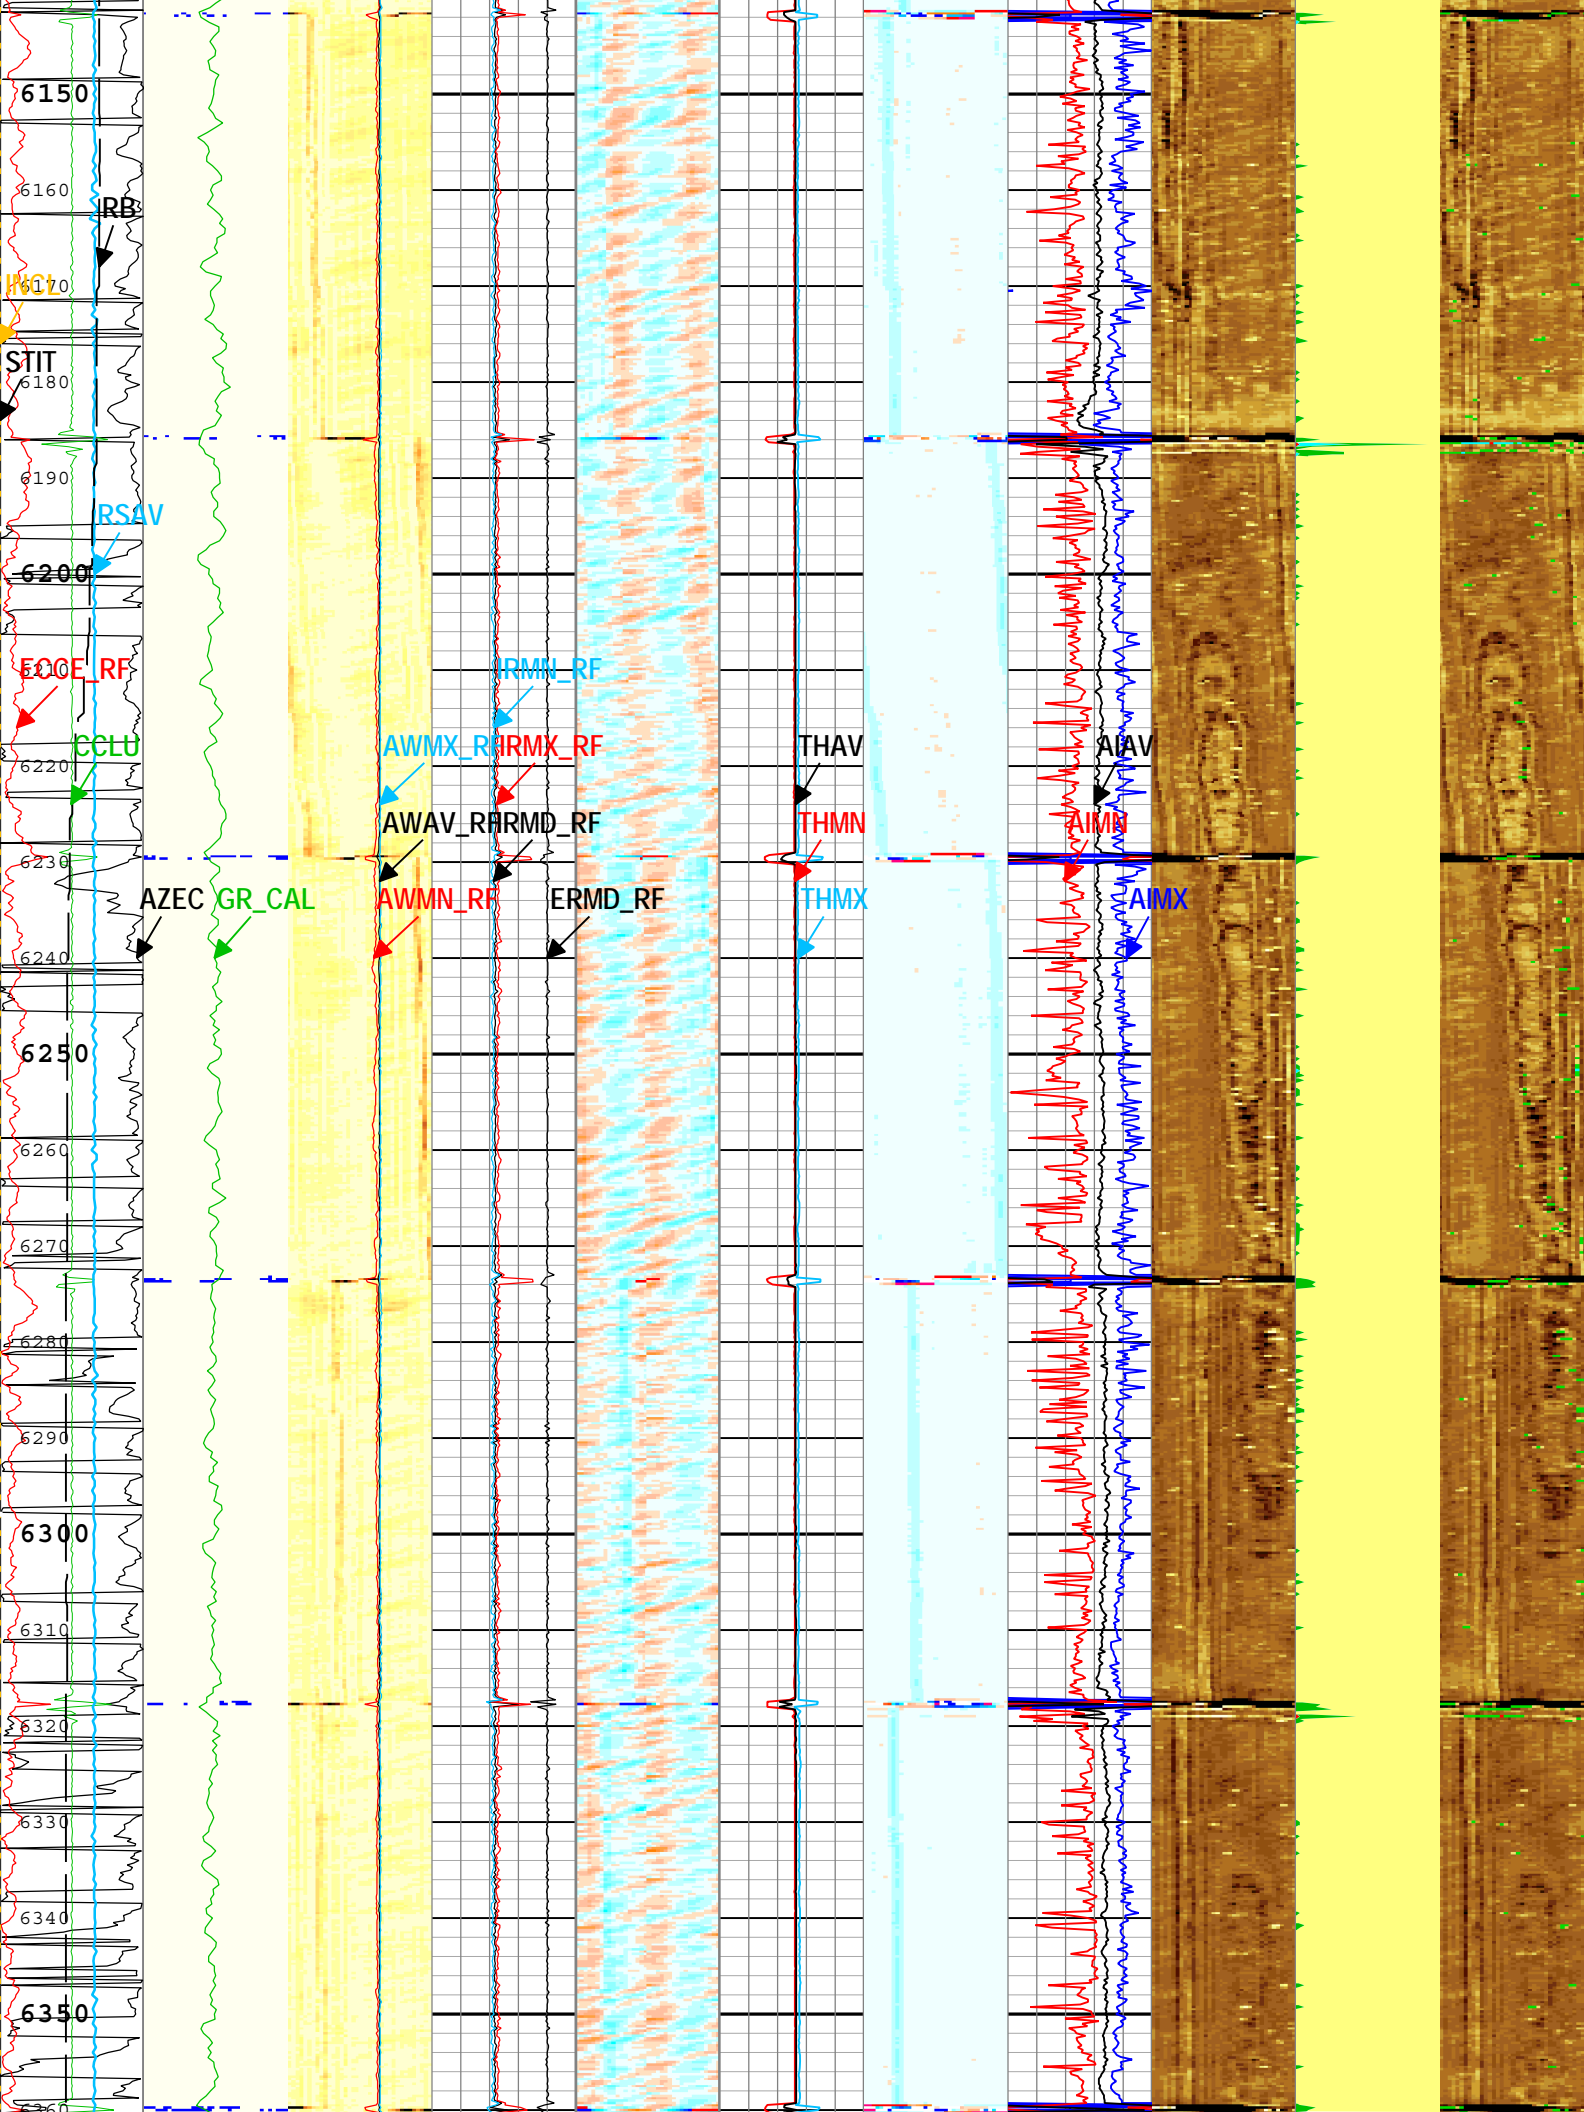 6150
6160
RB
INCL
6170
STIT
6180
6190
RSAV
6200
ECCE_RF
6210
IRMN_RF
CCLU
AWMX_RF
IRMX_RF
THAV
AIAV
6220
AWAV_RF
IRMD_RF
THMN
AIMN
6230
AZEC
GR_CAL
AWMN_RF
ERMD_RF
THMX
AIMX
6240
6250
6260
6270
6280
6290
6300
6310
6320
6330
6340
6350
6360